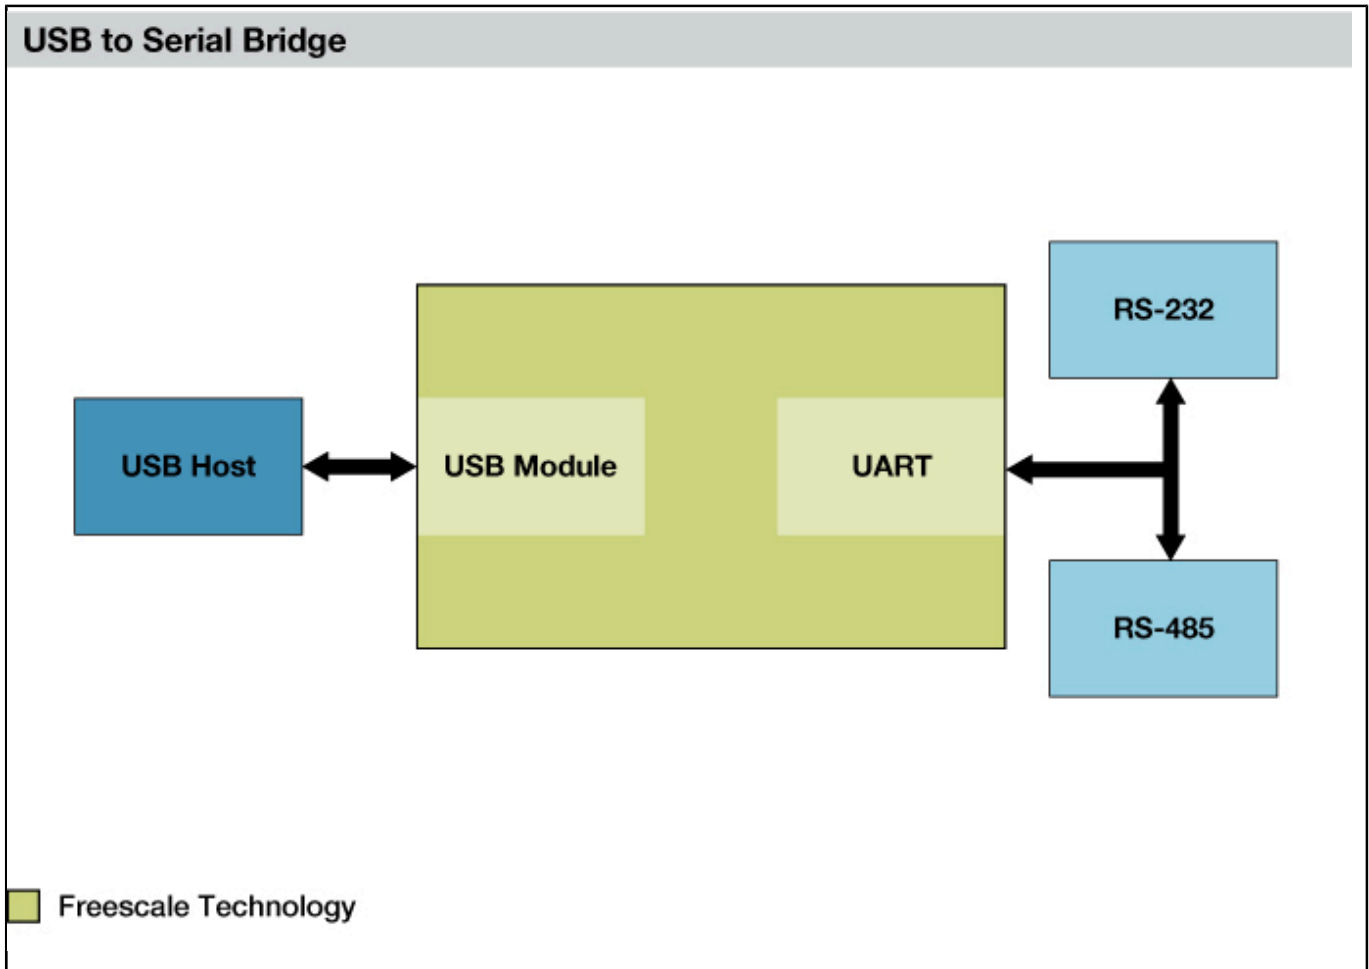 USB to Serial Bridge
RS-232
USB Host
USB Module
UART
RS-485
Freescale Technology